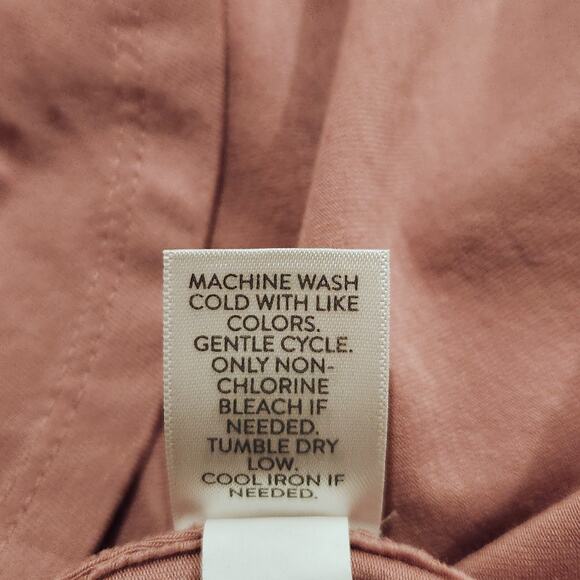 MACHINE WASH
COLD WITH LIKE
COLORS.
GENTLE CYCLE.
ONLY NON-
CHLORINE
BLEACH IF
NEEDED.
TUMBLE DRY
LOW.
COOL IRON IF
NEEDED.